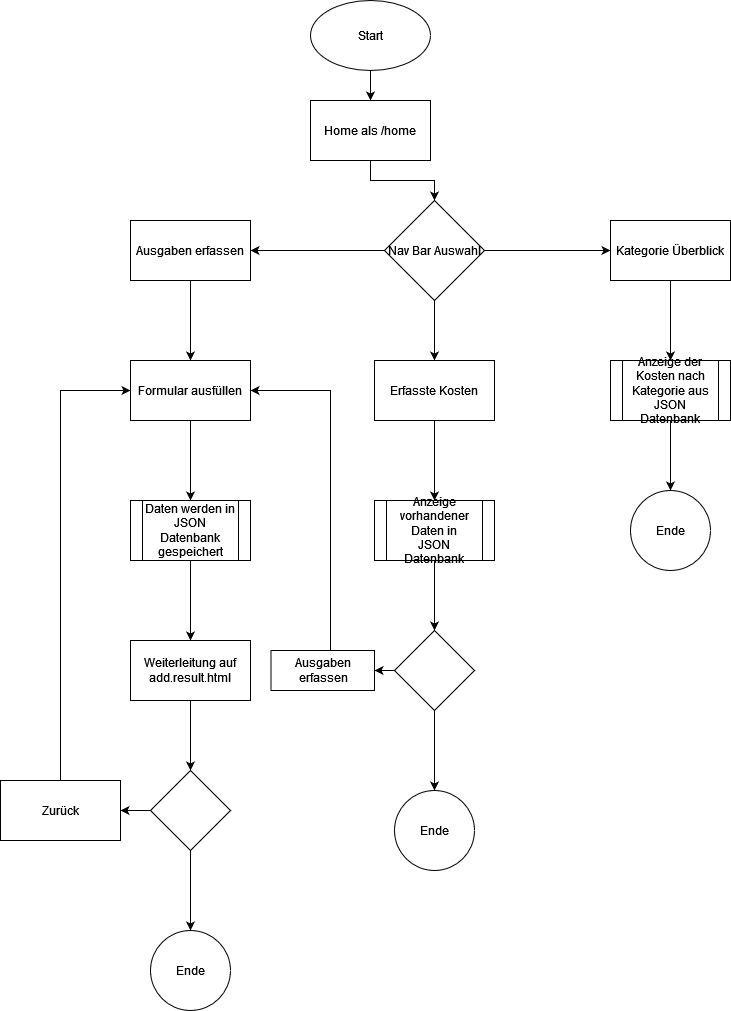 Start
Home als /home
Nav Bar Auswahl
Ausgaben erfassen
Kategorie Überblick
Formular ausfüllen
Erfasste Kosten
Anzeige der
Kosten nach
Kategorie aus
JSON
Datenbank
Daten werden in
JSON
Datenbank
gespeichert
Anzeige
vorhandener
Daten in
JSON
Datenbank
Ende
Weiterleitung auf
add.result.html
Ausgaben
erfassen
Zurück
Ende
Ende